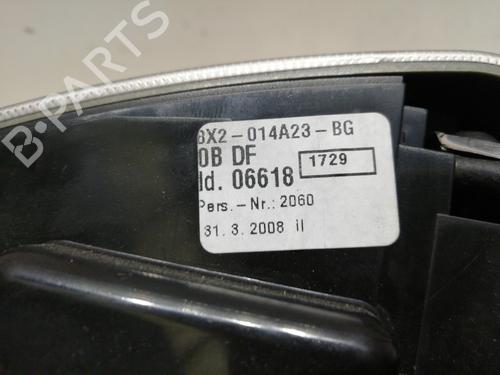 B-PARTS
8X2-014A23-BG
0B DF
Id. 06618 1729
Pers.-Nr.: 2060
31. 3. 2008 il